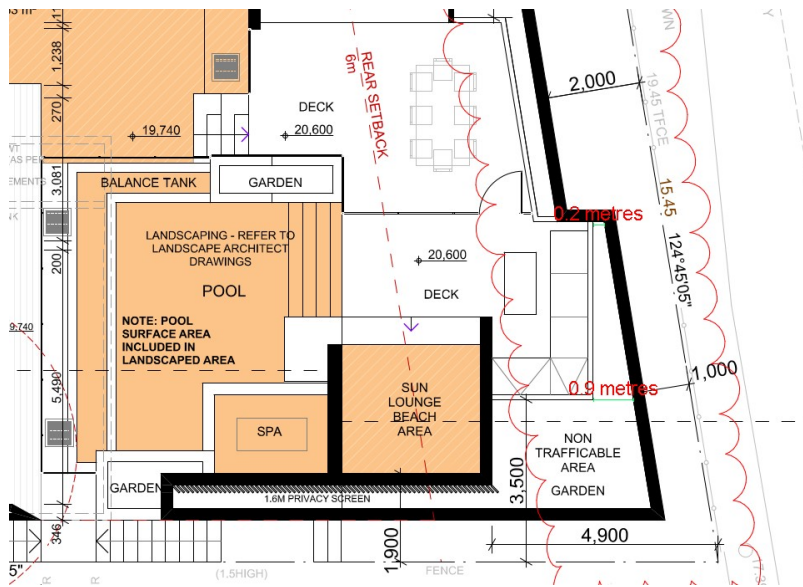 1,238
270
3,081
200
5,490
346
19,740
DECK
20,600
REAR SETBACK
6m
2,000
19.45 TFCE
15.45
124°45'05"
BALANCE TANK
GARDEN
0.2 metres
LANDSCAPING - REFER TO
LANDSCAPE ARCHITECT
DRAWINGS
POOL
NOTE: POOL
SURFACE AREA
INCLUDED IN
LANDSCAPED AREA
20,600
DECK
SUN
LOUNGE
BEACH
AREA
SPA
0.9 metres
1,000
NON
TRAFFICABLE
AREA
GARDEN
GARDEN
1.6M PRIVACY SCREEN
3,500
1,900
4,900
(1.5HIGH)
FENCE